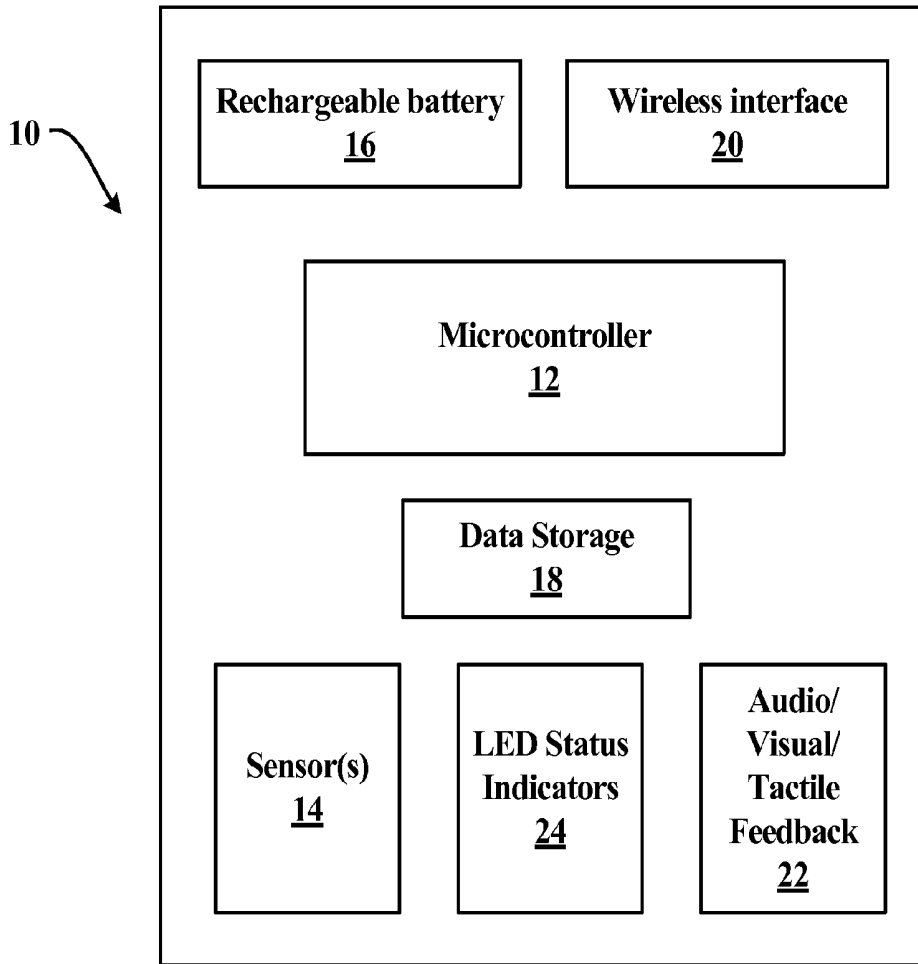 10
Rechargeable battery
16
Wireless interface
20
Microcontroller
12
Data Storage
18
Sensor(s)
14
LED Status
Indicators
24
Audio/
Visual/
Tactile
Feedback
22